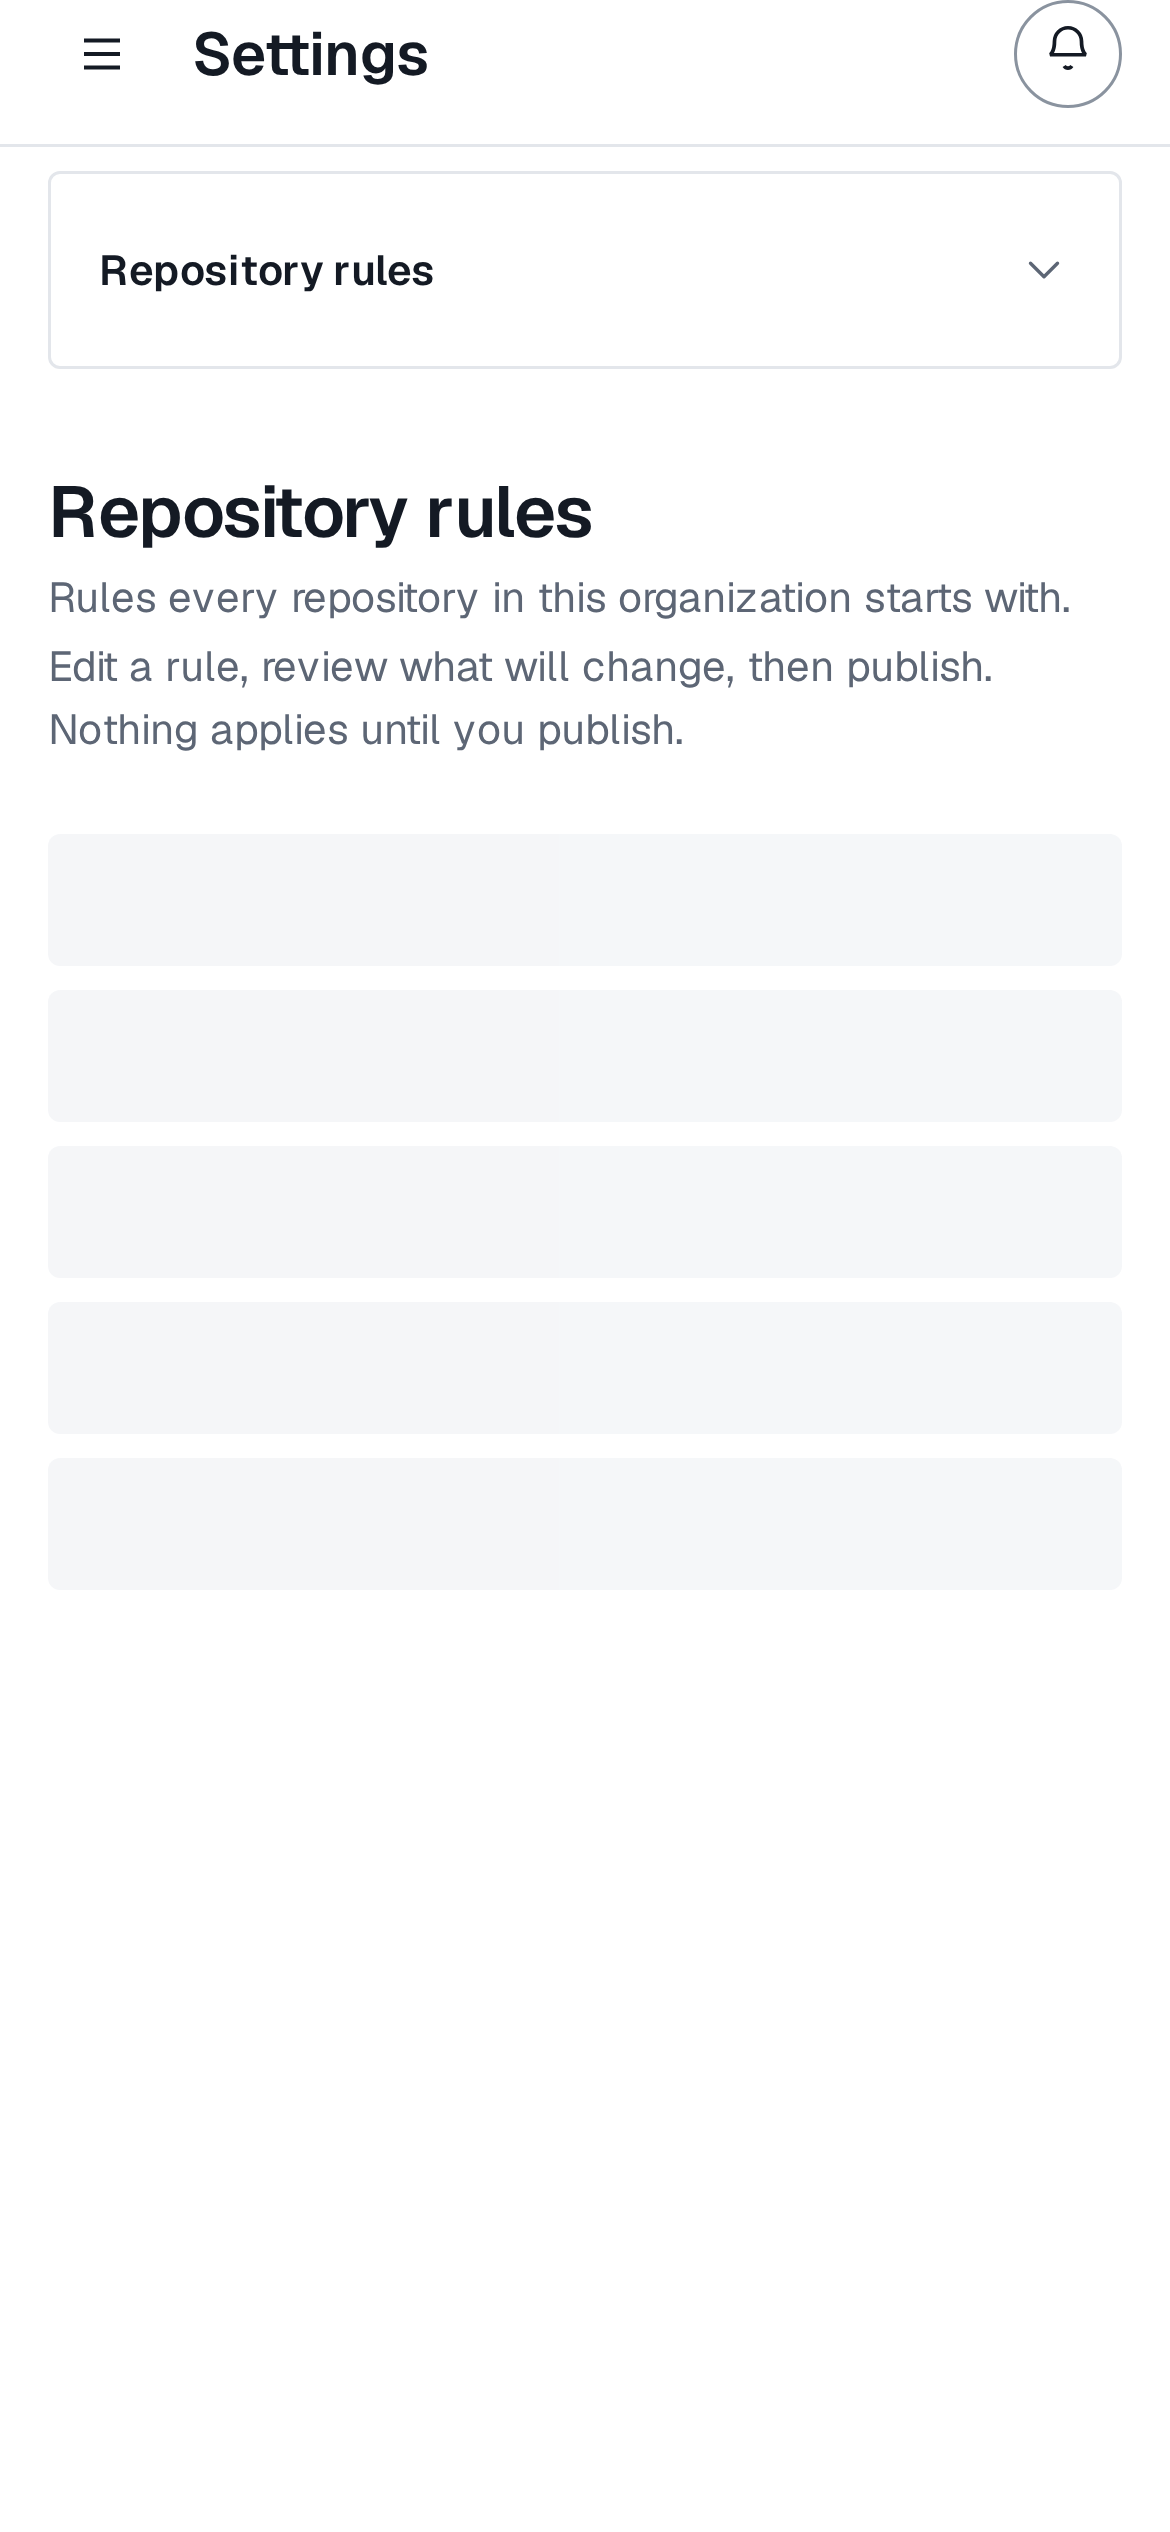 Settings
Repository rules
Repository rules
Rules every repository in this organization starts with.
Edit a rule, review what will change, then publish.
Nothing applies until you publish.